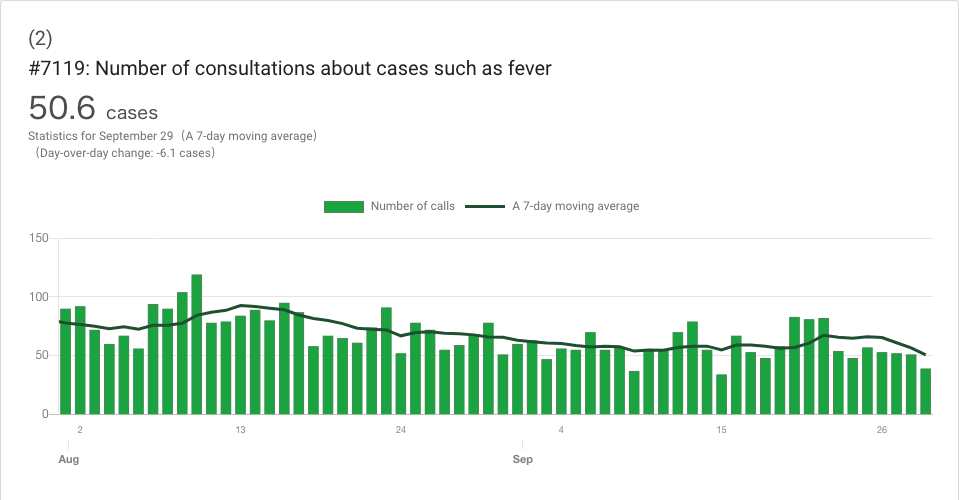 (2)
#7119: Number of consultations about cases such as fever
50.6 cases
Statistics for September 29（A 7-day moving average）
（Day-over-day change: -6.1 cases）
Number of calls A 7-day moving average
150
100
50
0
2 13 24 4 15 26
Aug Sep